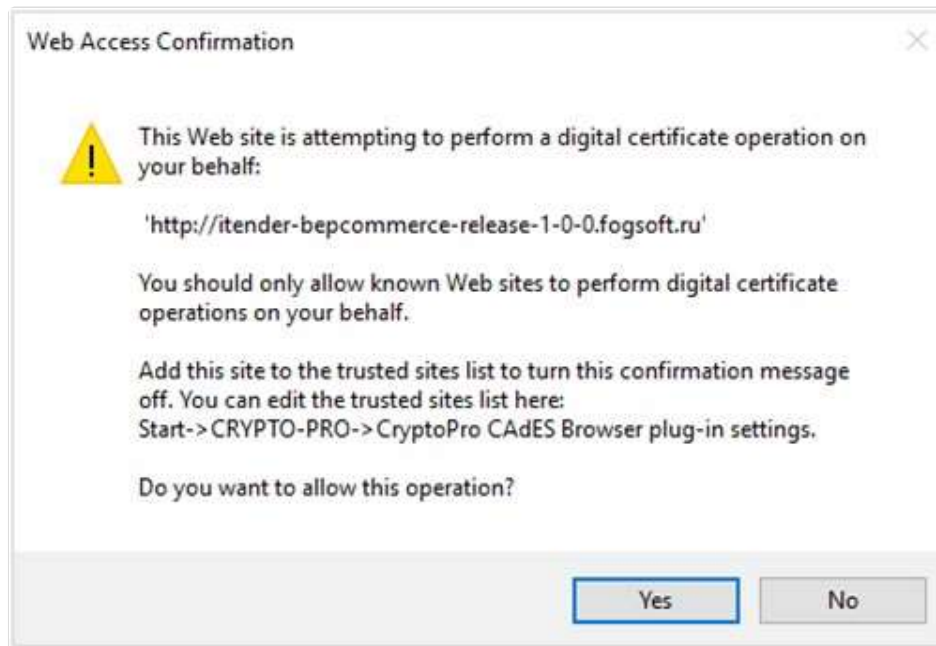 Web Access Confirmation
This Web site is attempting to perform a digital certificate operation on
your behalf:
'http://itender-bepcommerce-release-1-0-0.fogsoft.ru'
You should only allow known Web sites to perform digital certificate
operations on your behalf.
Add this site to the trusted sites list to turn this confirmation message
off. You can edit the trusted sites list here:
Start->CRYPTO-PRO->CryptoPro CAdES Browser plug-in settings.
Do you want to allow this operation?
Yes
No